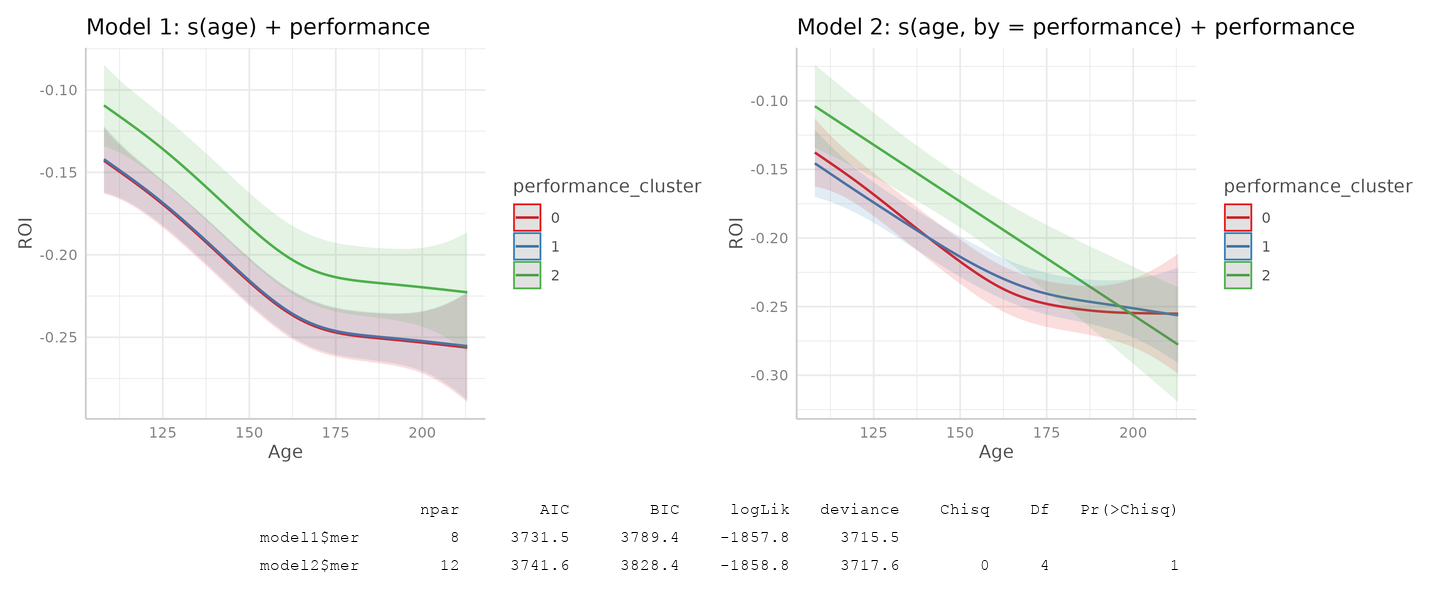 Model 1: s(age) + performance
-0.10
-0.15
-0.20
-0.25
ROI
125 150 175 200
Age
performance_cluster
0
1
2
Model 2: s(age, by = performance) + performance
-0.10
-0.15
-0.20
-0.25
-0.30
ROI
125 150 175 200
Age
performance_cluster
0
1
2
npar AIC BIC logLik deviance Chisq Df Pr(>Chisq)
model1$mer 8 3731.5 3789.4 -1857.8 3715.5
model2$mer 12 3741.6 3828.4 -1858.8 3717.6 0 4 1